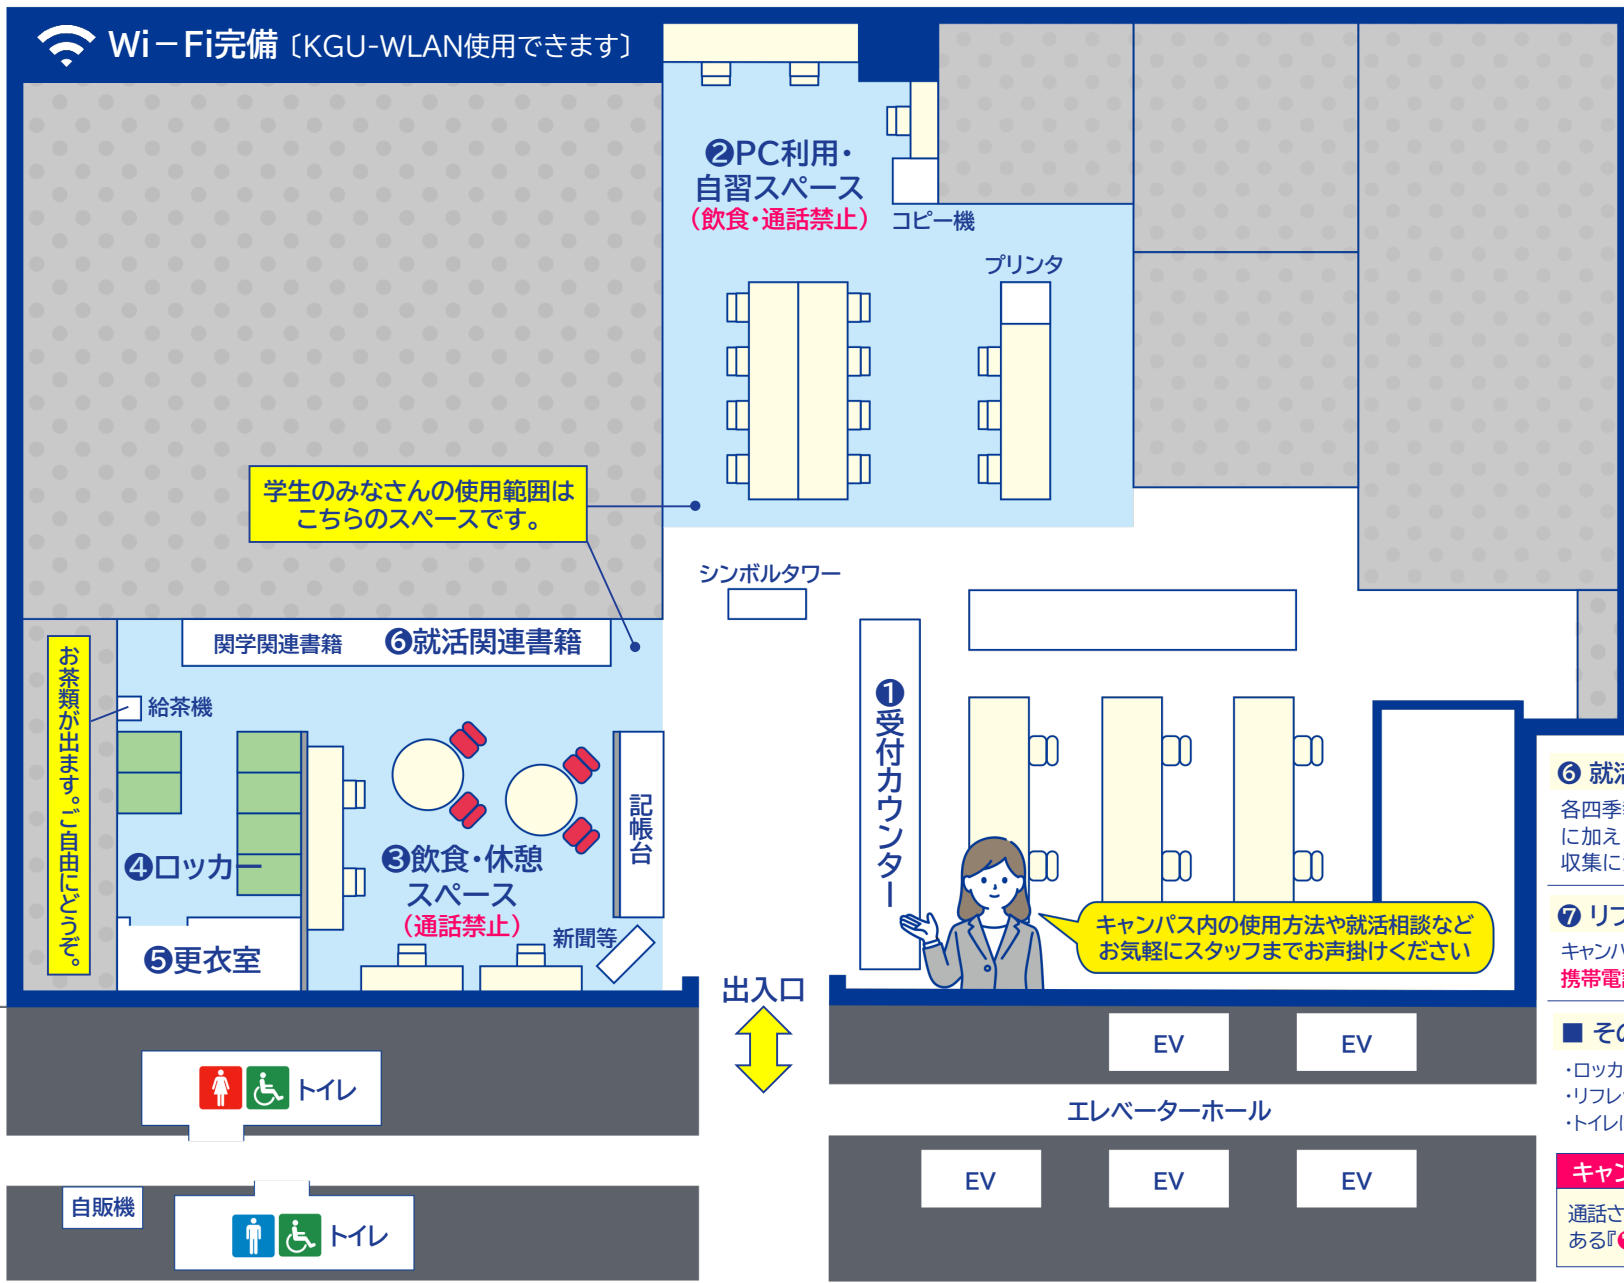 Wi－Fi完備〔KGU-WLAN使用できます〕
❷PC利用・
自習スペース
（飲食・通話禁止）
コピー機
プリンタ
学生のみなさんの使用範囲は
こちらのスペースです。
シンボルタワー
関学関連書籍
❻就活関連書籍
お茶類が出ます。ご自由にどうぞ。
給茶機
❹ロッカー
❺更衣室
❸飲食・休憩
スペース
（通話禁止）
新聞等
記帳台
❶受付カウンター
キャンパス内の使用方法や就活相談など
お気軽にスタッフまでお声掛けください
出入口
トイレ
自販機
トイレ
EV
EV
エレベーターホール
EV
EV
EV
❻ 就活
各四季
に加え
収集に
❼ リフ
キャンパ
携帯電話
■ その
・ロッカ
・リフレ
・トイレ
キャン
通話さ
ある『